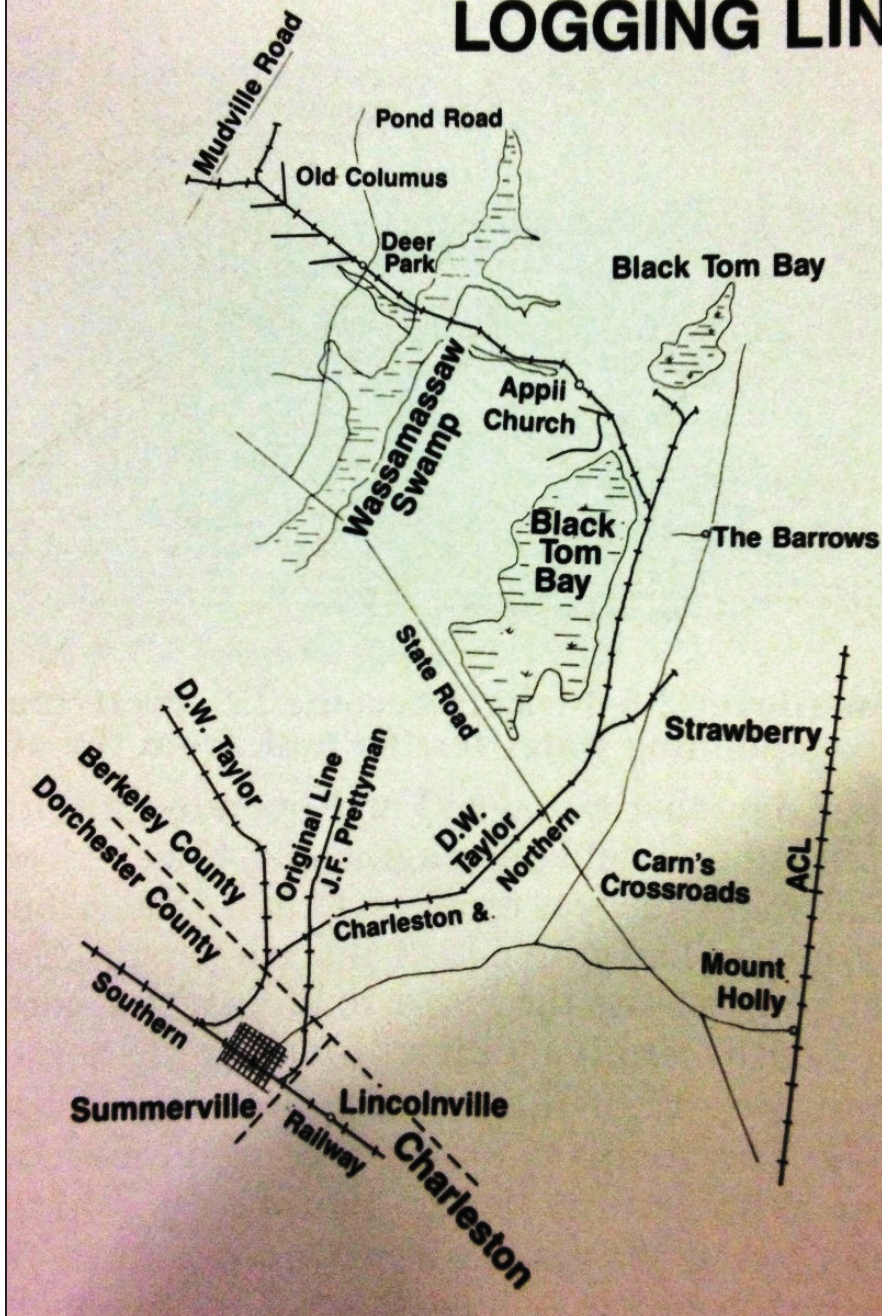 LOGGING LIN
Mudville Road
Pond Road
Old Columus
Deer
Park
Black Tom Bay
Appii
Church
Wassamassaw
Swamp
Black
Tom
Bay
The Barrows
State Road
Strawberry
D.W. Taylor
Berkeley County
Dorchester County
Original Line
J.F. Prettyman
D.W.
Taylor
Northern
Charleston &
Carn's
Crossroads
ACL
Mount
Holly
Southern
Summerville
Lincolnville
Railway
Charleston